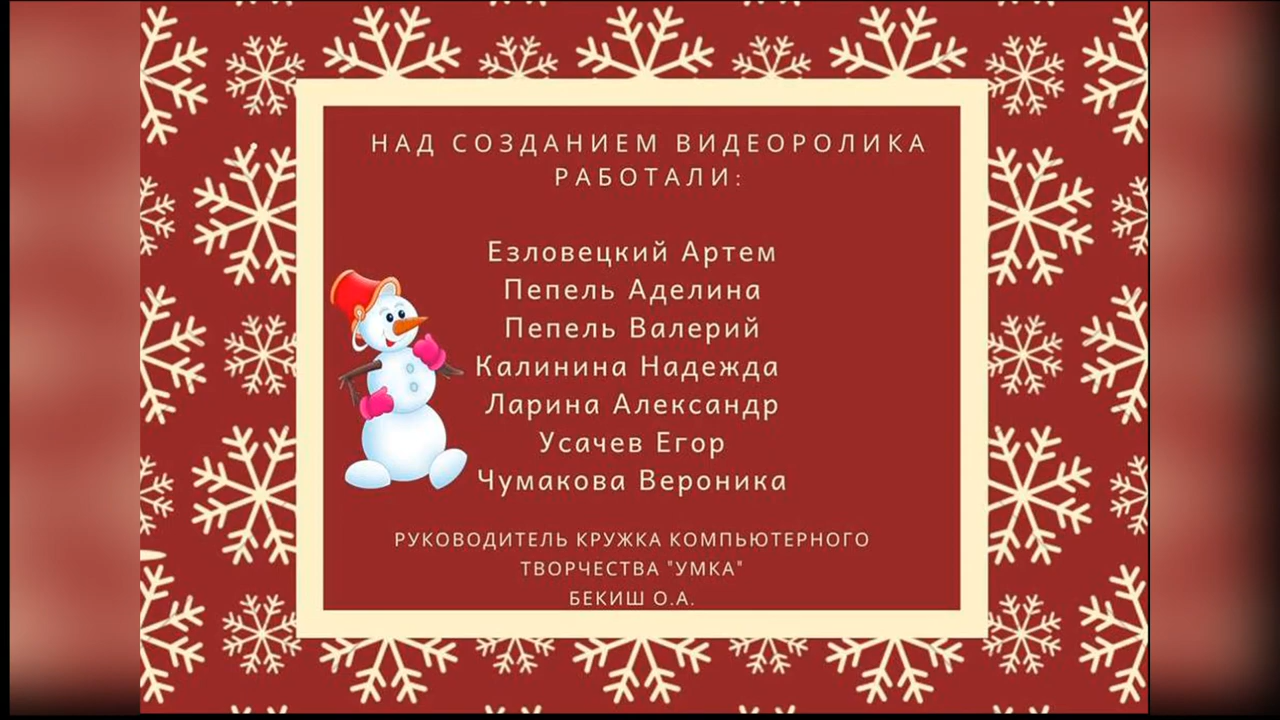 НАД СОЗДАНИЕМ ВИДЕОРОЛИКА
РАБОТАЛИ:
Езловецкий Артем
Пепель Аделина
Пепель Валерий
Калинина Надежда
Ларина Александр
Усачев Егор
Чумакова Вероника
РУКОВОДИТЕЛЬ КРУЖКА КОМПЬЮТЕРНОГО
ТВОРЧЕСТВА "УМКА"
БЕКИШ О.А.